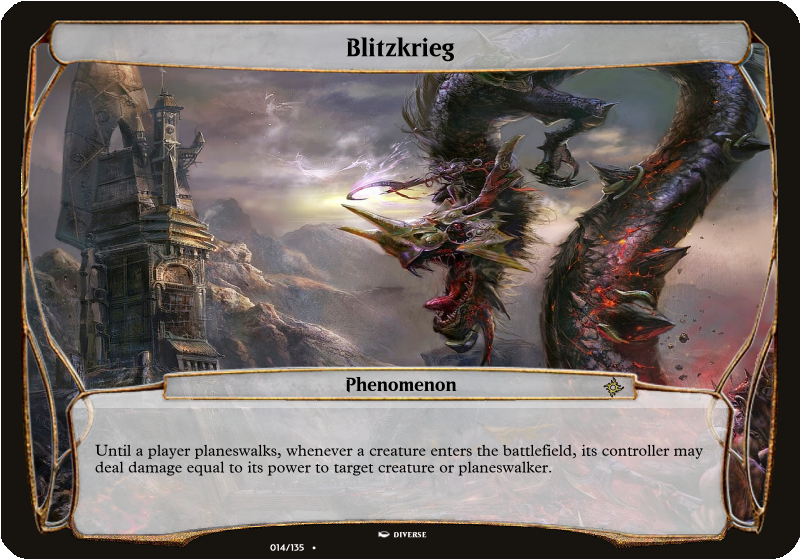 Blitzkrieg
Phenomenon
Until a player planeswalks, whenever a creature enters the battlefield, its controller may
deal damage equal to its power to target creature or planeswalker.
DIVERSE
014/135 •